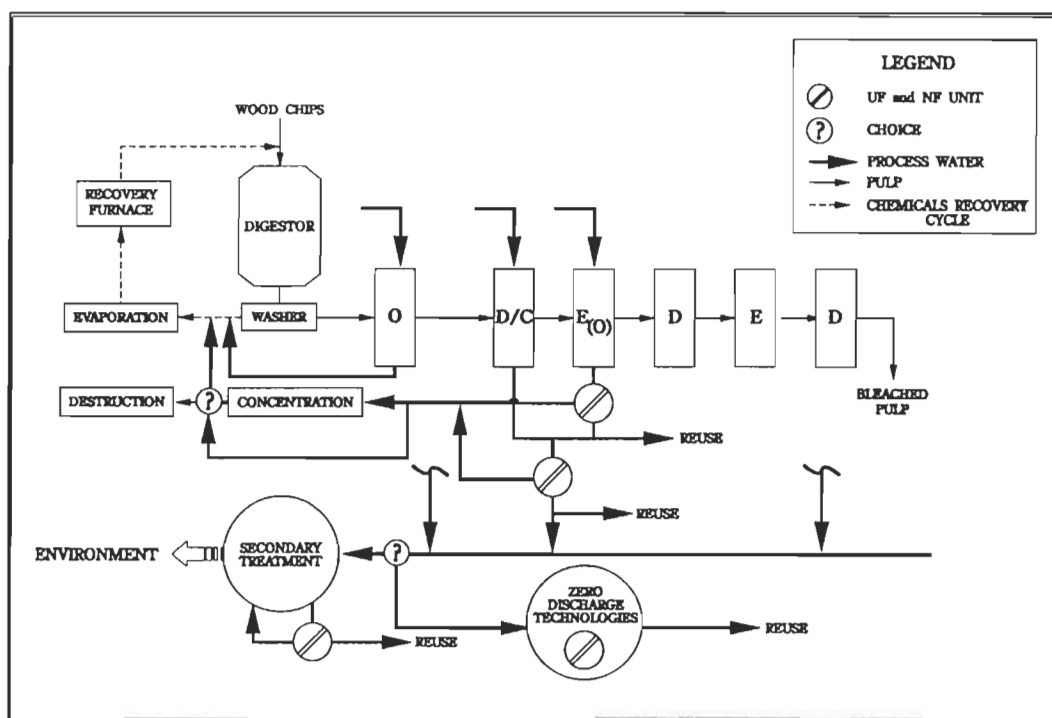 LEGEND
UF and NF UNIT
?
CHOICE
PROCESS WATER
PULP
CHEMICALS RECOVERY
CYCLE
WOOD CHIPS
RECOVERY
FURNACE
DIGESTOR
EVAPORATION
WASHER
O
D/C
E(O)
D
E
D
BLEACHED
PULP
DESTRUCTION
?
CONCENTRATION
REUSE
REUSE
ENVIRONMENT
SECONDARY
TREATMENT
?
ZERO
DISCHARGE
TECHNOLOGIES
REUSE
REUSE